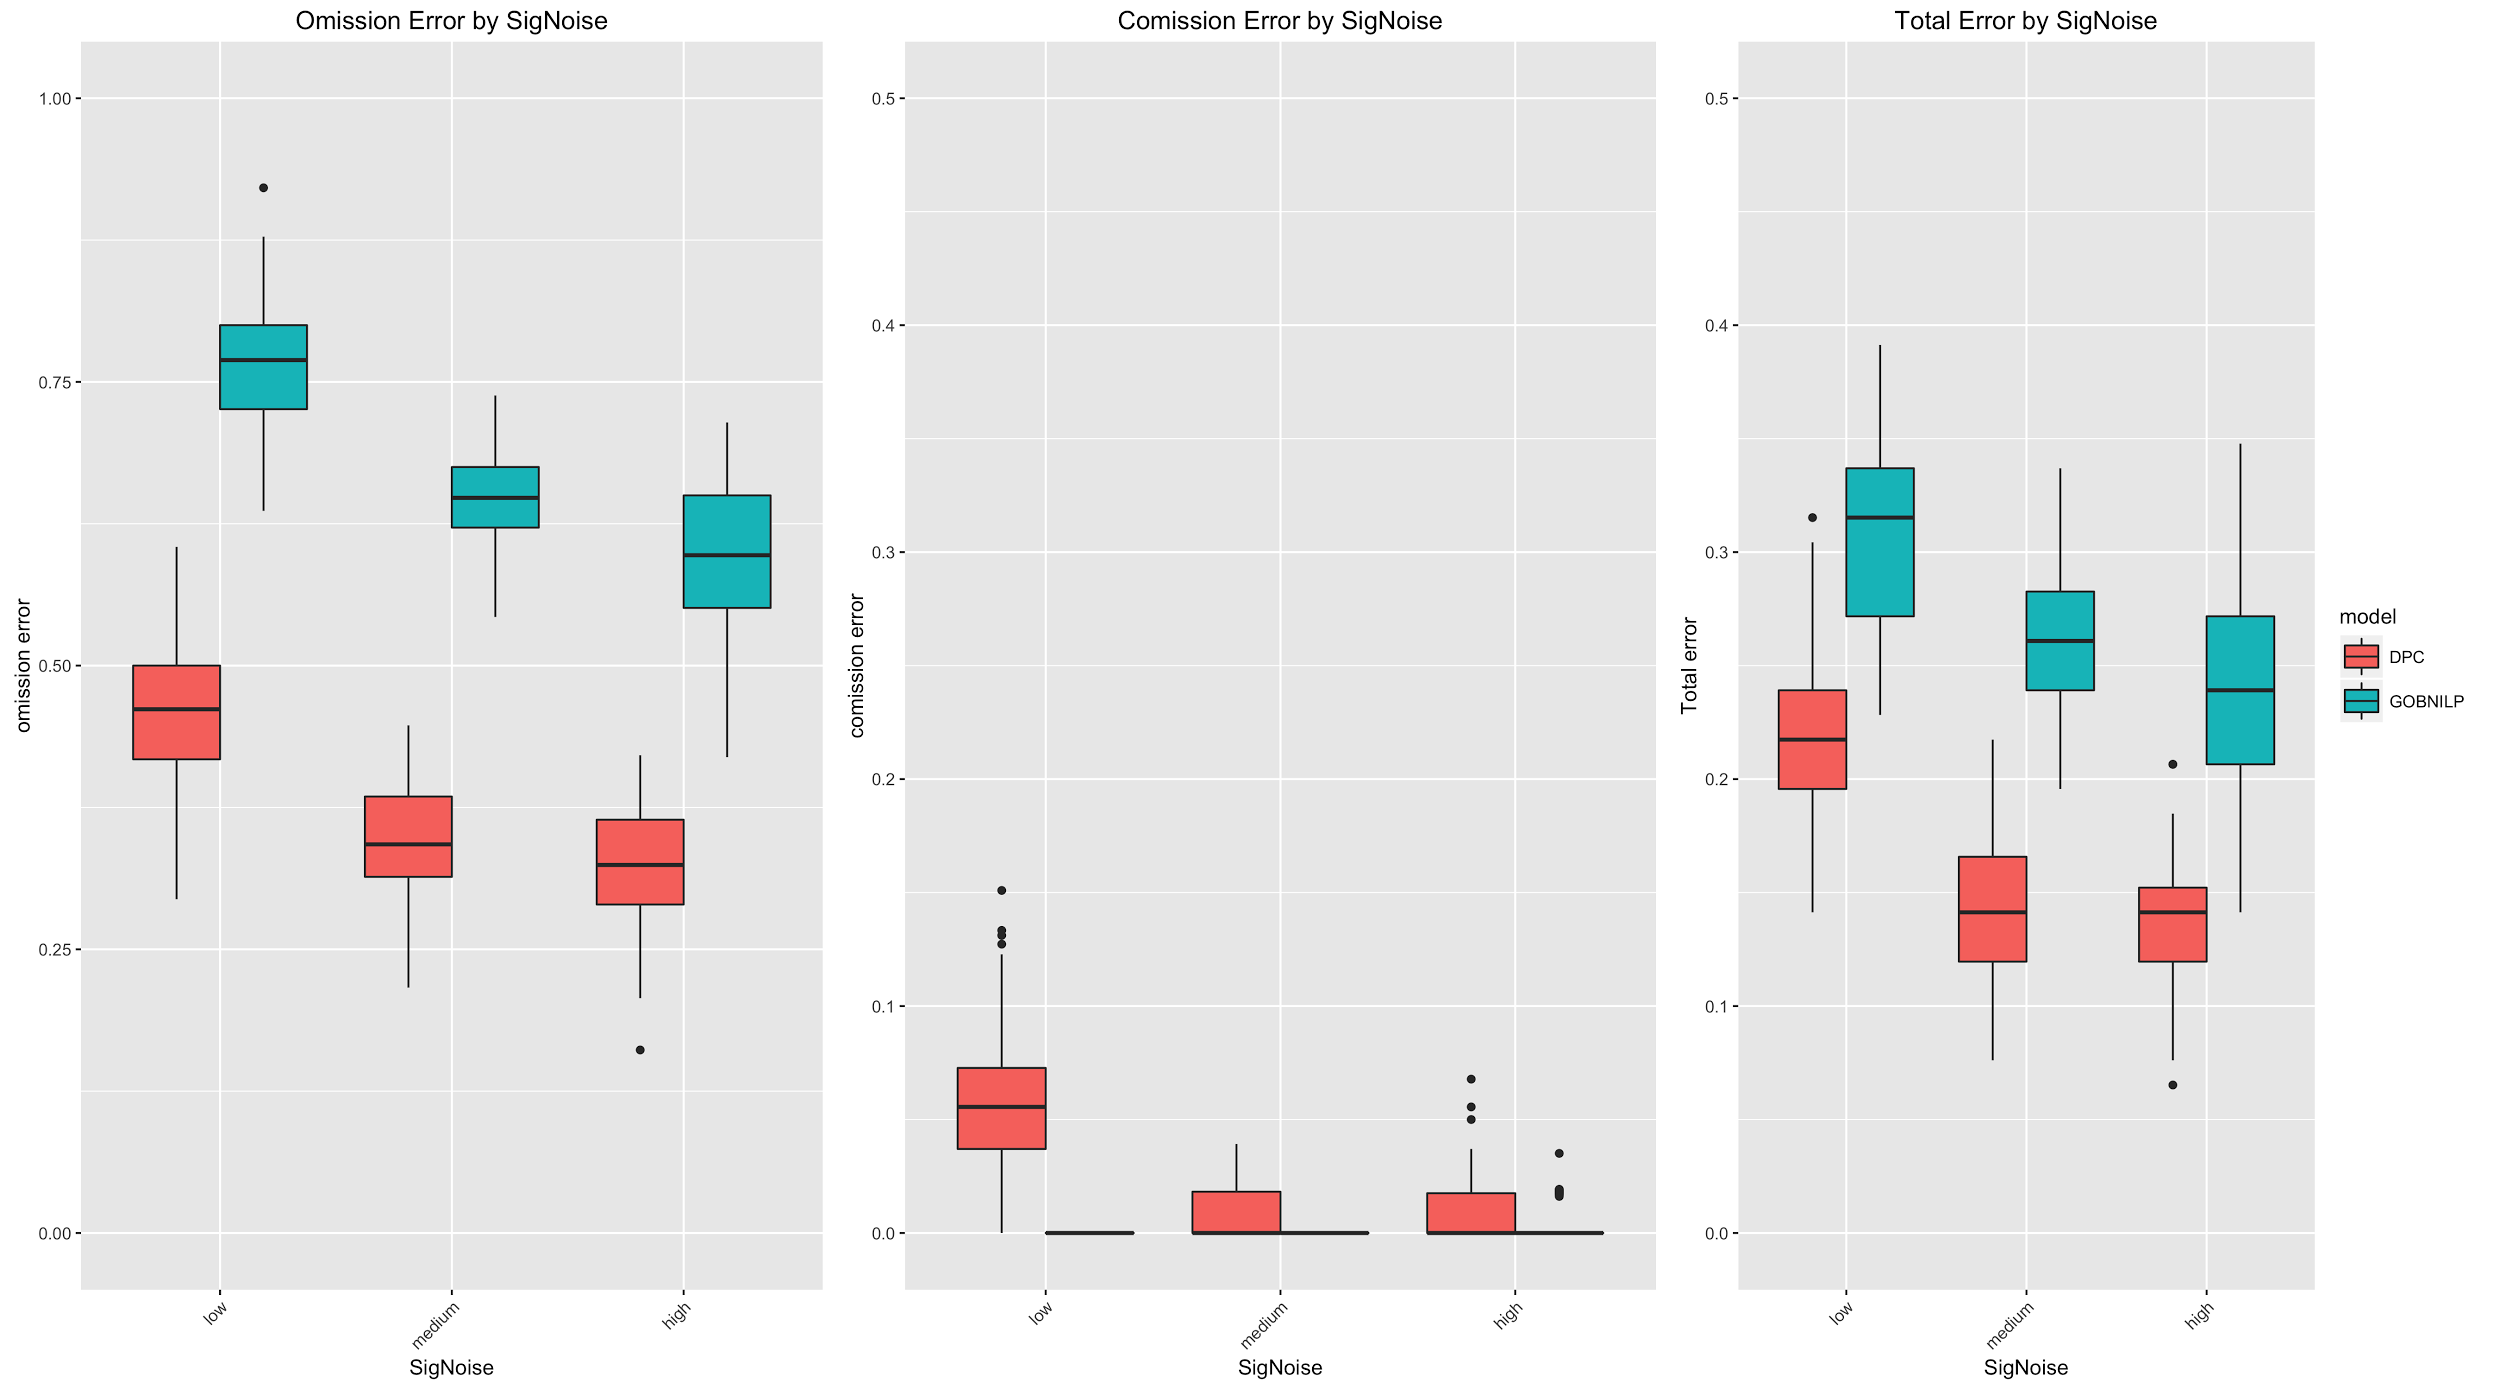 Omission Error by SigNoise
omission error
1.00
0.75
0.50
0.25
0.00
low
medium
high
SigNoise
Comission Error by SigNoise
comission error
0.5
0.4
0.3
0.2
0.1
0.0
low
medium
high
SigNoise
Total Error by SigNoise
Total error
0.5
0.4
0.3
0.2
0.1
0.0
low
medium
high
SigNoise
model
DPC
GOBNILP